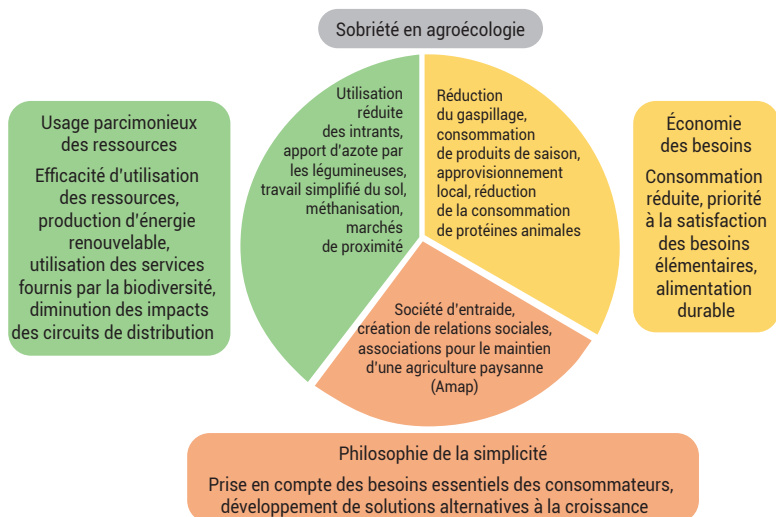 Sobriété en agroécologie
Usage parcimonieux
des ressources
Efficacité d'utilisation
des ressources,
production d'énergie
renouvelable,
utilisation des services
fournis par la biodiversité,
diminution des impacts
des circuits de distribution
Utilisation
réduite
des intrants,
apport d'azote par
les légumineuses,
travail simplifié du sol,
méthanisation,
marchés
de proximité
Réduction
du gaspillage,
consommation
de produits de saison,
approvisionnement
local, réduction
de la consommation
de protéines animales
Économie
des besoins
Consommation
réduite, priorité
à la satisfaction
des besoins
élémentaires,
alimentation
durable
Société d'entraide,
création de relations sociales,
associations pour le maintien
d'une agriculture paysanne
(Amap)
Philosophie de la simplicité
Prise en compte des besoins essentiels des consommateurs,
développement de solutions alternatives à la croissance